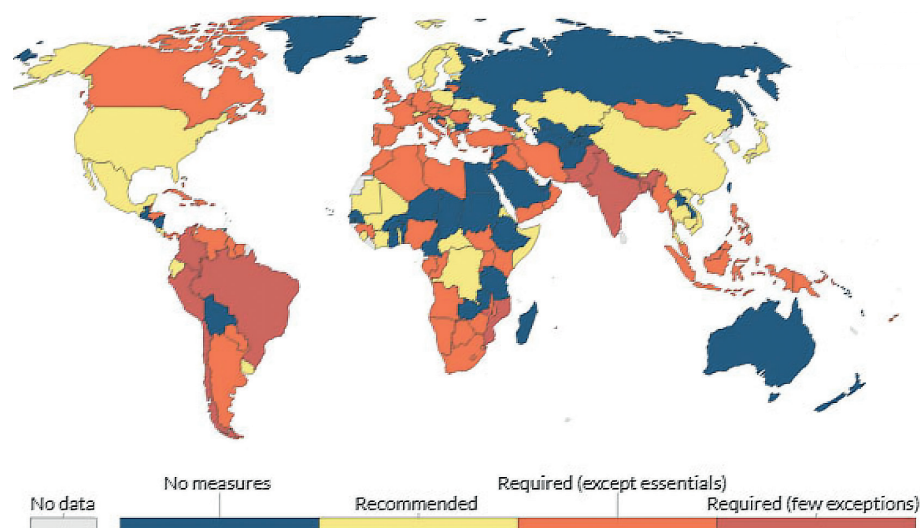 No data
No measures
Recommended
Required (except essentials)
Required (few exceptions)